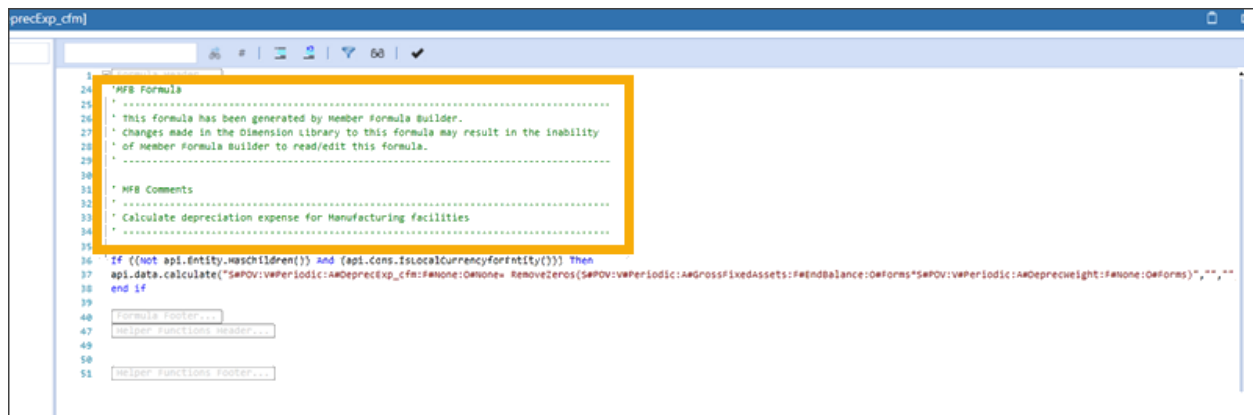 precExp_cfm]
1 Formula Header...
24 'MFB Formula
25 ' ------------------------------------------------------------------------------------
26 ' This formula has been generated by Member Formula Builder.
27 ' Changes made in the Dimension Library to this formula may result in the inability
28 ' of Member Formula Builder to read/edit this formula.
29 ' ------------------------------------------------------------------------------------
30
31 ' MFB Comments
32 ' ------------------------------------------------------------------------------------
33 ' Calculate depreciation expense for Manufacturing facilities
34 ' ------------------------------------------------------------------------------------
35
36 If ((Not api.Entity.HasChildren()) And (api.Cons.IsLocalCurrencyforEntity())) Then
37 api.data.calculate("S#POV:V#Periodic:A#DeprecExp_cfm:F#None:O#None= RemoveZeros(S#POV:V#Periodic:A#GrossFixedAssets:F#EndBalance:O#Forms*S#POV:V#Periodic:A#DeprecWeight:F#None:O#Forms)","",""
38 end if
39
40 Formula Footer...
47 Helper Functions Header...
49
50
51 Helper Functions Footer...